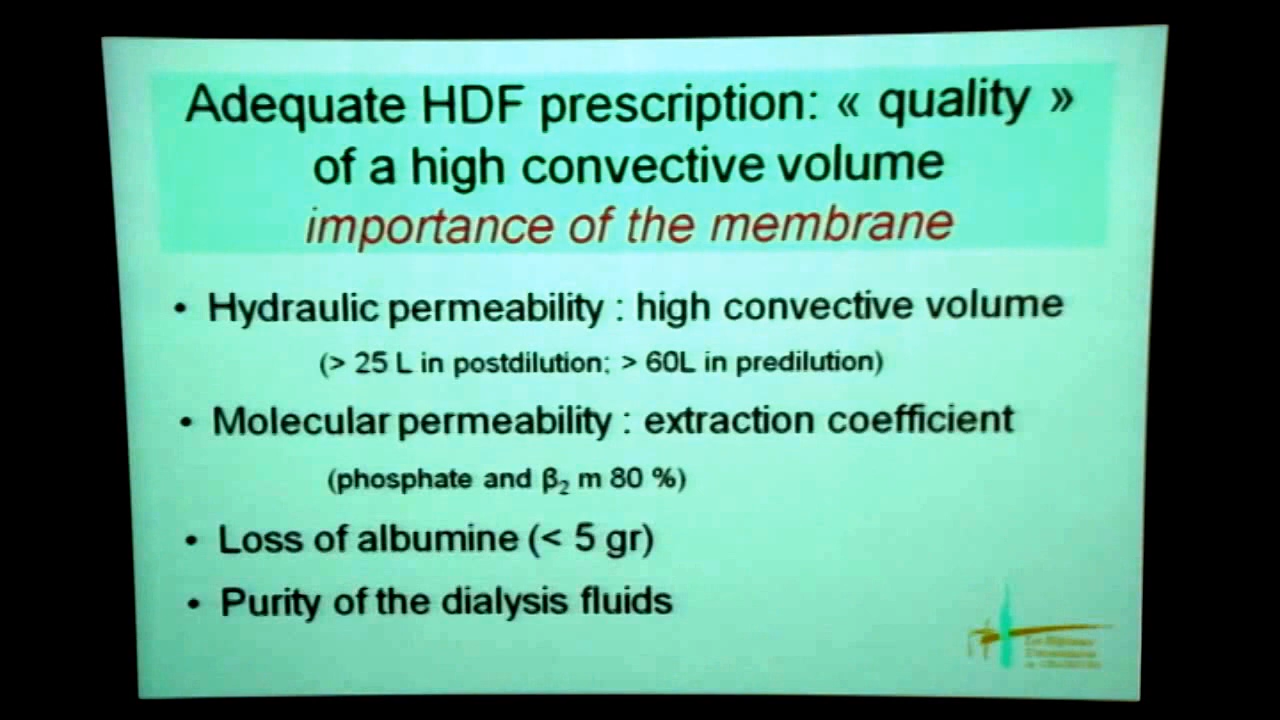 Adequate HDF prescription: « quality »
of a high convective volume
importance of the membrane
• Hydraulic permeability : high convective volume
(> 25 L in postdilution; > 60L in predilution)
• Molecular permeability : extraction coefficient
(phosphate and β₂ m 80 %)
• Loss of albumine (< 5 gr)
• Purity of the dialysis fluids